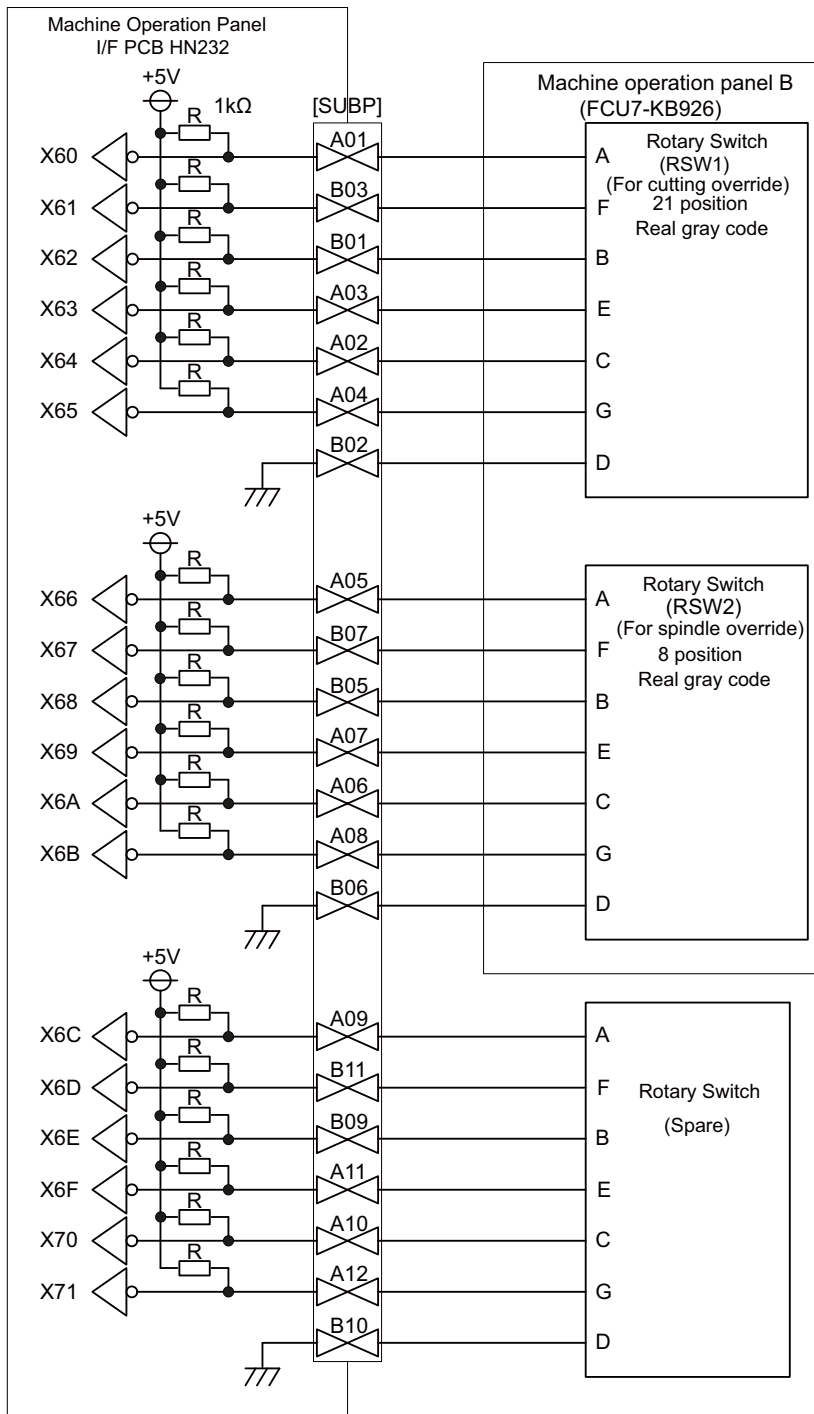 Machine Operation Panel
I/F PCB HN232
+5V
R
1kΩ
[SUBP]
Machine operation panel B
(FCU7-KB926)
X60
A01
A
Rotary Switch
(RSW1)
(For cutting override)
21 position
Real gray code
R
X61
B03
F
R
X62
B01
B
R
X63
A03
E
R
X64
A02
C
R
X65
A04
G
B02
D
+5V
R
X66
A05
A
Rotary Switch
(RSW2)
(For spindle override)
8 position
Real gray code
R
X67
B07
F
R
X68
B05
B
R
X69
A07
E
R
X6A
A06
C
R
X6B
A08
G
B06
D
+5V
R
X6C
A09
A
R
X6D
B11
F
Rotary Switch
(Spare)
R
X6E
B09
B
R
X6F
A11
E
R
X70
A10
C
R
X71
A12
G
B10
D